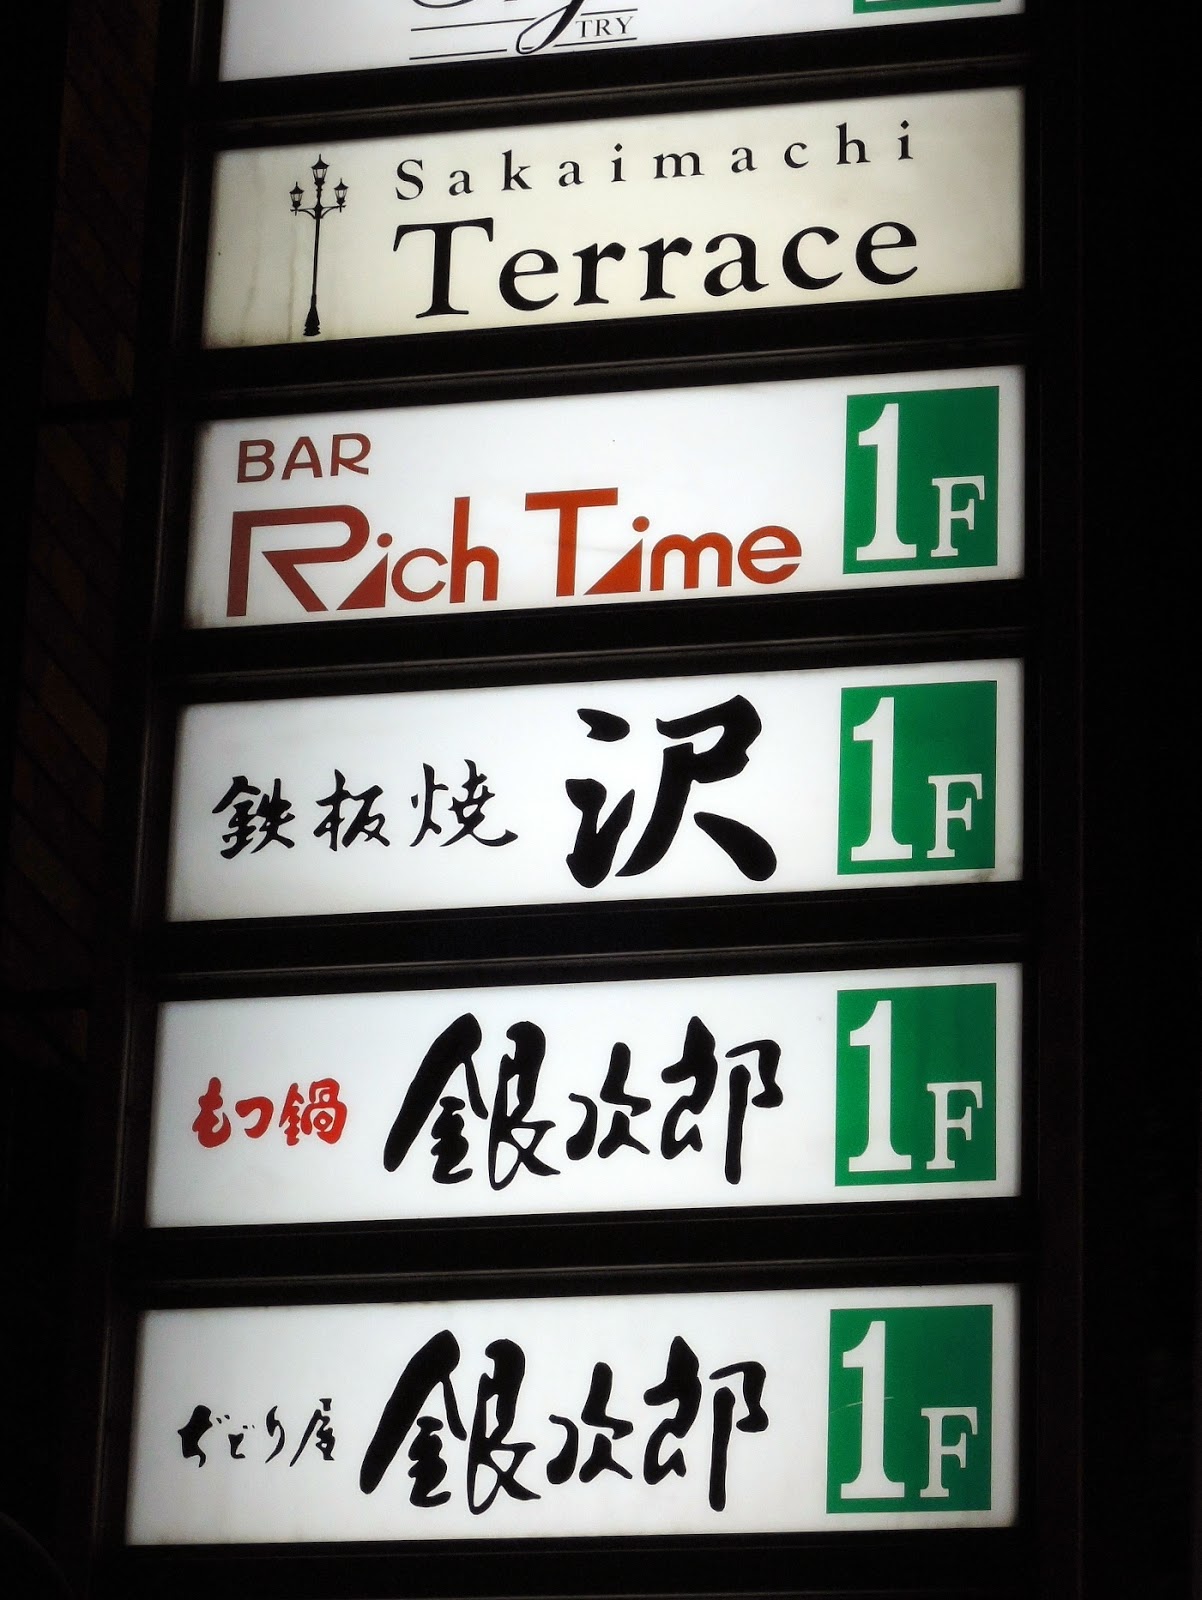 TRY
Sakaimachi
Terrace
BAR
Rich Time
1F
鉄板焼 沢
1F
もつ鍋 銀次郎
1F
ぢどり屋 銀次郎
1F